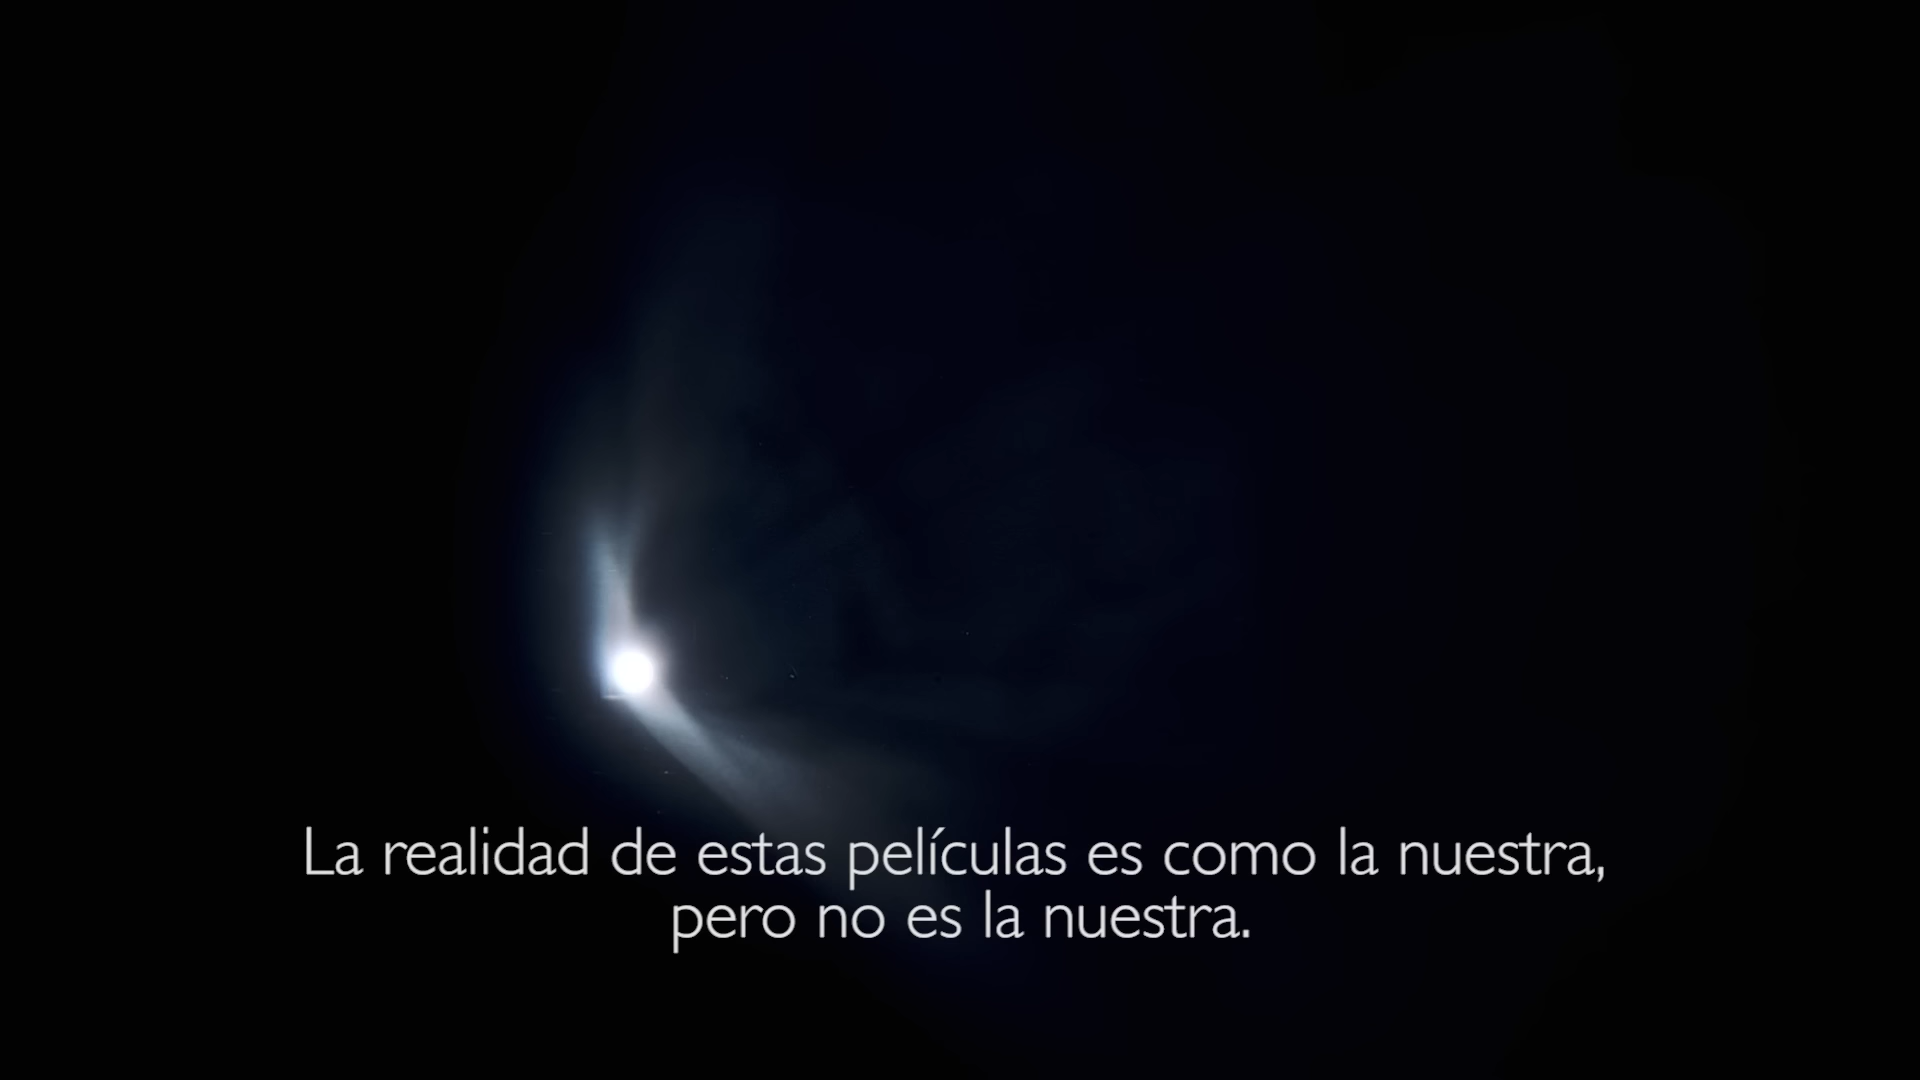 La realidad de estas películas es como la nuestra,
pero no es la nuestra.